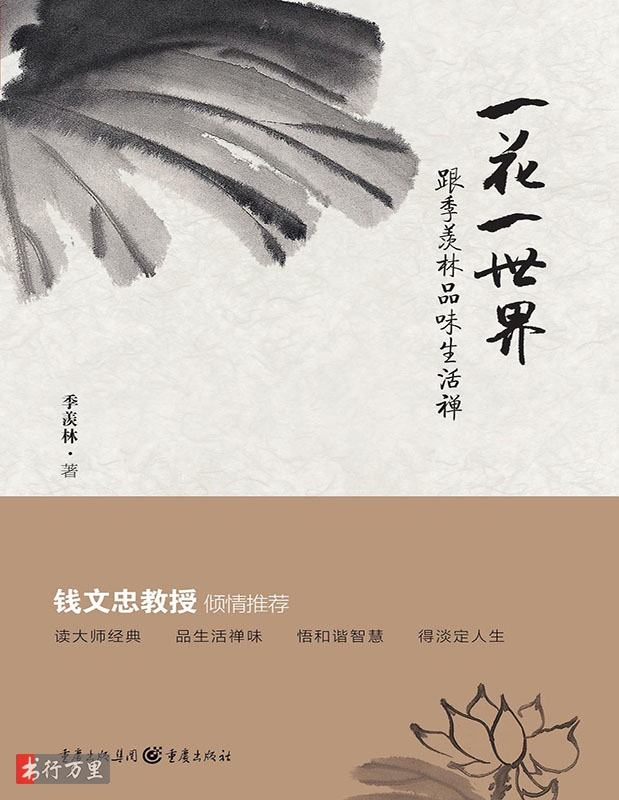 一花一世界
跟季羡林品味生活禅
季羡林·著
钱文忠教授 倾情推荐
读大师经典 品生活禅味 悟和谐智慧 得淡定人生
重庆出版集团 重庆出版社
书行万里